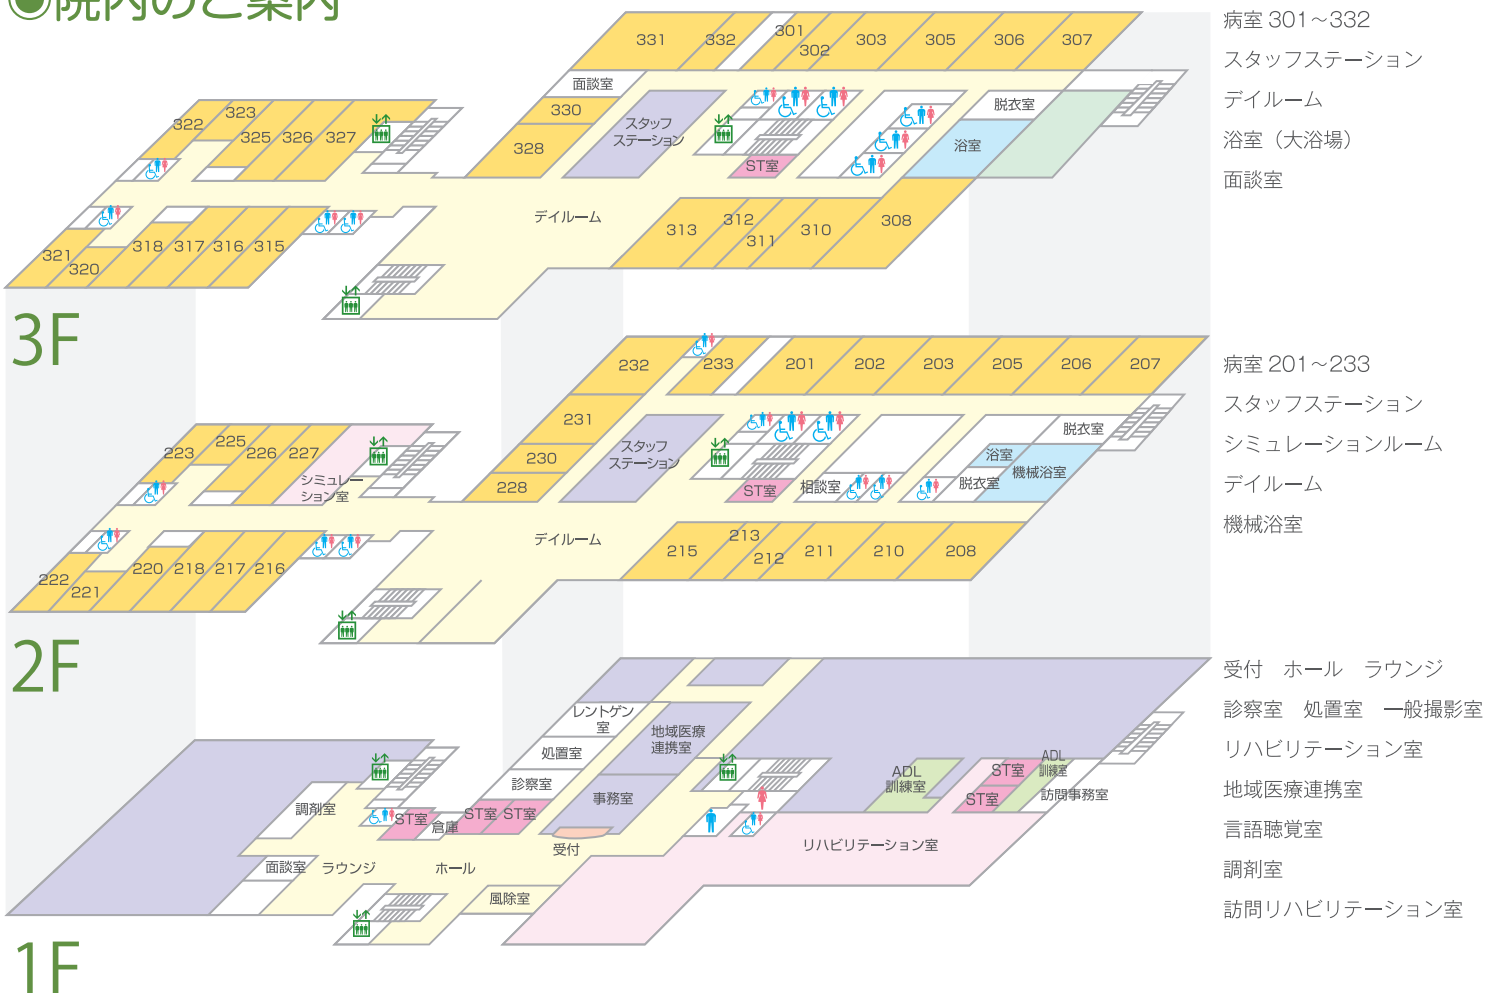 ◉院内のご案内
331
332
301
302
303
305
306
307
面談室
330
328
スタッフ
ステーション
ST室
脱衣室
浴室
322
323
325
326
327
デイルーム
313
312
311
310
308
321
320
318
317
316
315
3F
病室 301～332
スタッフステーション
デイルーム
浴室（大浴場）
面談室
232
233
201
202
203
205
206
207
231
230
228
スタッフ
ステーション
ST室
相談室
脱衣室
浴室
機械浴室
脱衣室
223
225
226
227
シミュレー
ション室
デイルーム
215
213
212
211
210
208
222
221
220
218
217
216
2F
病室 201～233
スタッフステーション
シミュレーションルーム
デイルーム
機械浴室
レントゲン
室
地域医療
連携室
処置室
診察室
事務室
ST室
ST室
ST室
倉庫
調剤室
受付
面談室
ラウンジ
ホール
風除室
ADL
訓練室
ST室
ST室
ADL
訓練室
訪問事務室
リハビリテーション室
1F
受付　ホール　ラウンジ
診察室　処置室　一般撮影室
リハビリテーション室
地域医療連携室
言語聴覚室
調剤室
訪問リハビリテーション室